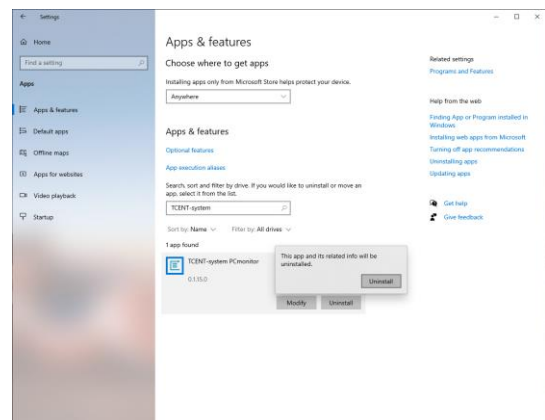 Settings
Home
Find a setting
Apps
Apps & features
Default apps
Offline maps
Apps for websites
Video playback
Startup
Apps & features
Choose where to get apps
Installing apps only from Microsoft Store helps protect your device.
Anywhere
Apps & features
Optional features
App execution aliases
Search, sort and filter by drive. If you would like to uninstall or move an
app, select it from the list.
TCENT-system
Sort by: Name Filter by: All drives
1 app found
TCENT-system PCmonitor
0.1.15.0
This app and its related info will be
uninstalled.
Uninstall
Modify Uninstall
Related settings
Programs and Features
Help from the web
Finding App or Program installed in
Windows
Installing web apps from Microsoft
Turning off app recommendations
Uninstalling apps
Updating apps
Get help
Give feedback